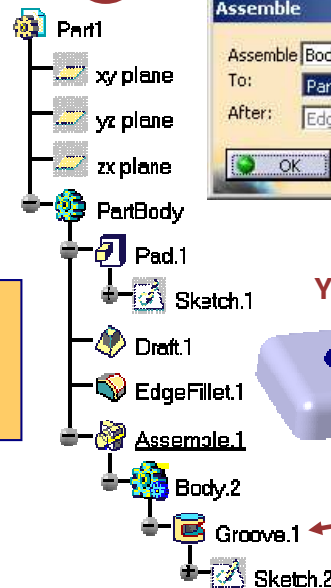 Part1
xy plane
yz plane
zx plane
PartBody
Pad.1
Sketch.1
Draft.1
EdgeFillet.1
Assemble.1
Body.2
Groove.1
Sketch.2
Assemble
Assemble Bod
To: Par
After: Edg
OK
Y